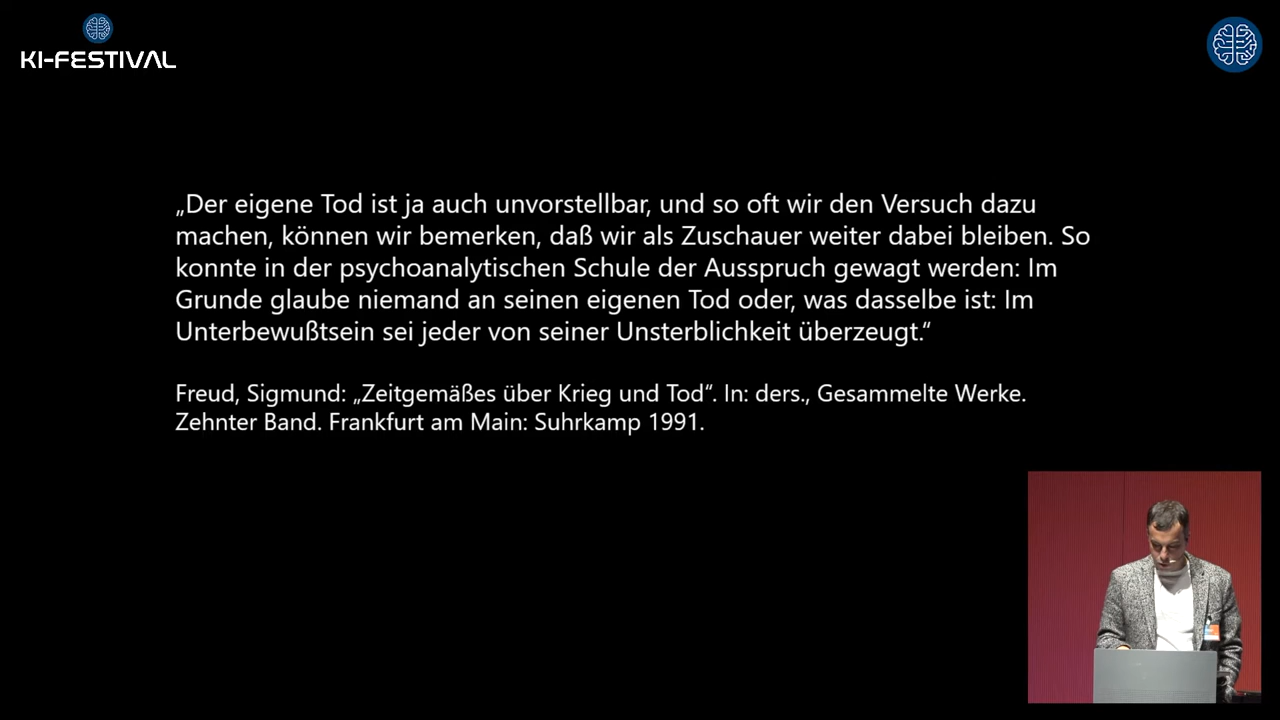 KI-FESTIVAL
„Der eigene Tod ist ja auch unvorstellbar, und so oft wir den Versuch dazu
machen, können wir bemerken, daß wir als Zuschauer weiter dabei bleiben. So
konnte in der psychoanalytischen Schule der Ausspruch gewagt werden: Im
Grunde glaube niemand an seinen eigenen Tod oder, was dasselbe ist: Im
Unterbewußtsein sei jeder von seiner Unsterblichkeit überzeugt.“
Freud, Sigmund: „Zeitgemäßes über Krieg und Tod“. In: ders., Gesammelte Werke.
Zehnter Band. Frankfurt am Main: Suhrkamp 1991.